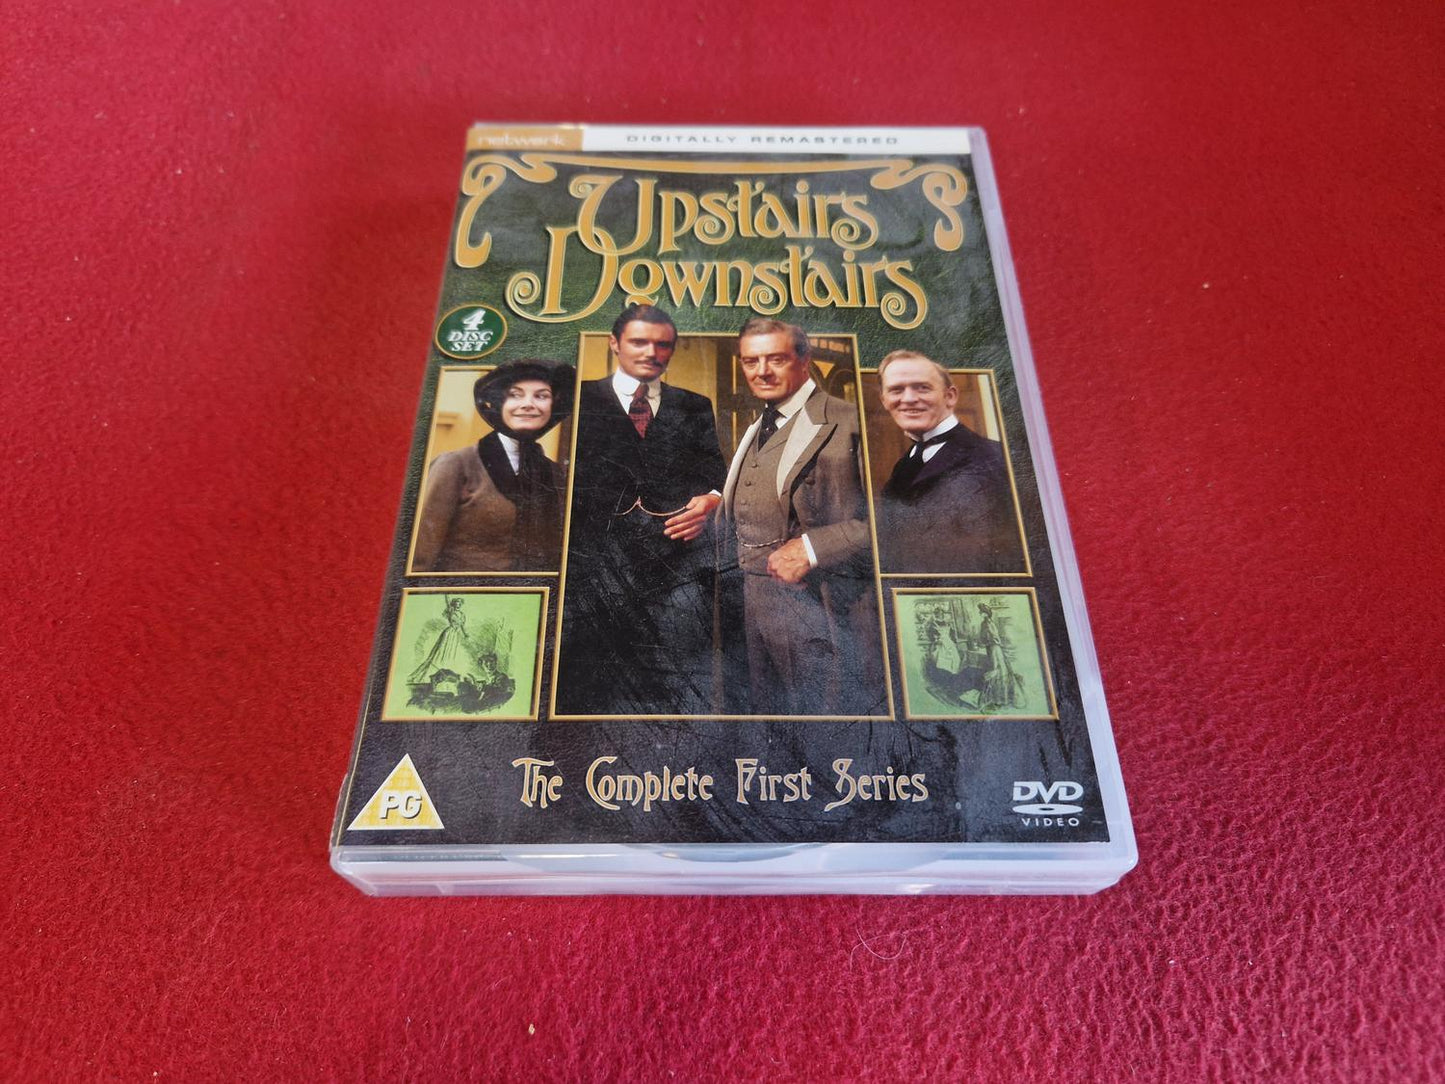 network
DIGITALLY REMASTERED
Upstairs
Downstairs
4
DISC
SET
The Complete First Series
PG
DVD
VIDEO